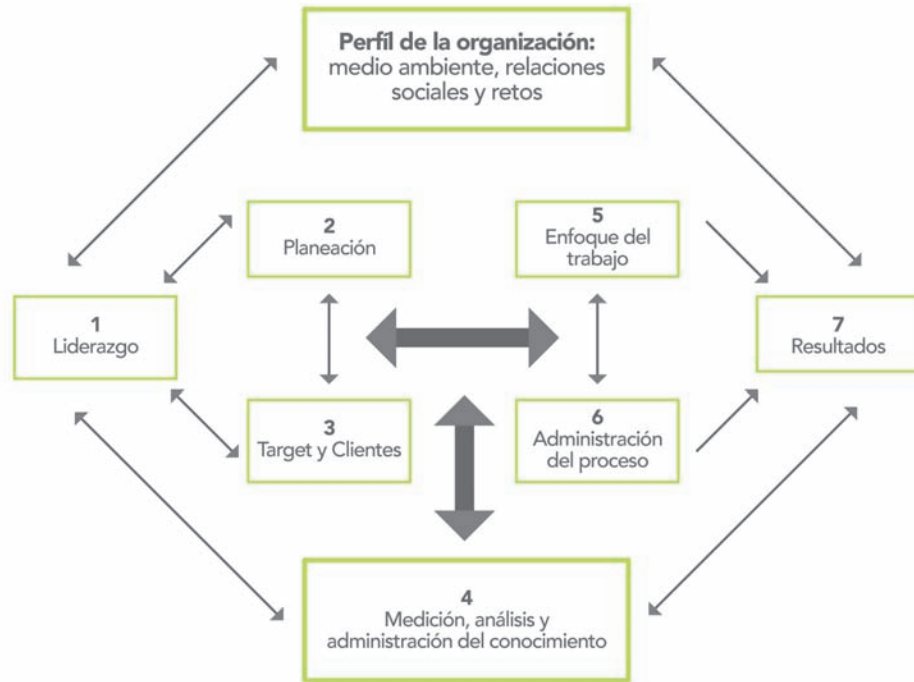 Perfil de la organización:
medio ambiente, relaciones
sociales y retos
2
Planeación
5
Enfoque del
trabajo
1
Liderazgo
7
Resultados
3
Target y Clientes
6
Administración
del proceso
4
Medición, análisis y
administración del conocimiento